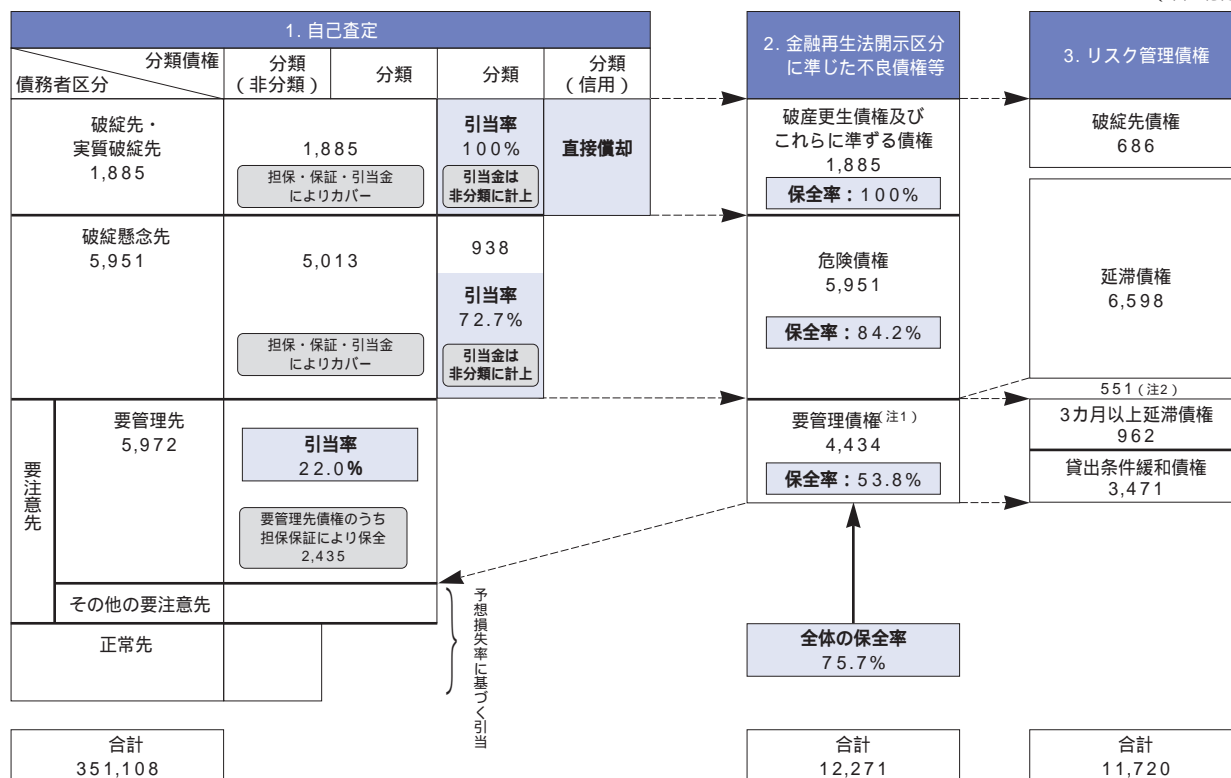 1. 自己査定
分類債権
債務者区分
分類
(非分類)
分類
分類
分類
(信用)
破綻先・
実質破綻先
1,885
1,885
担保・保証・引当金
によりカバー
引当率
100%
引当金は
非分類に計上
直接償却
破綻懸念先
5,951
5,013
担保・保証・引当金
によりカバー
938
引当率
72.7%
引当金は
非分類に計上
要注意先
要管理先
5,972
引当率
22.0%
要管理先債権のうち
担保保証により保全
2,435
その他の要注意先
正常先
予想損失率に基づく引当
合計
351,108
2. 金融再生法開示区分
に準じた不良債権等
破産更生債権及び
これらに準ずる債権
1,885
保全率：100%
危険債権
5,951
保全率：84.2%
要管理債権(注1)
4,434
保全率：53.8%
全体の保全率
75.7%
合計
12,271
3. リスク管理債権
破綻先債権
686
延滞債権
6,598
551(注2)
3カ月以上延滞債権
962
貸出条件緩和債権
3,471
合計
11,720